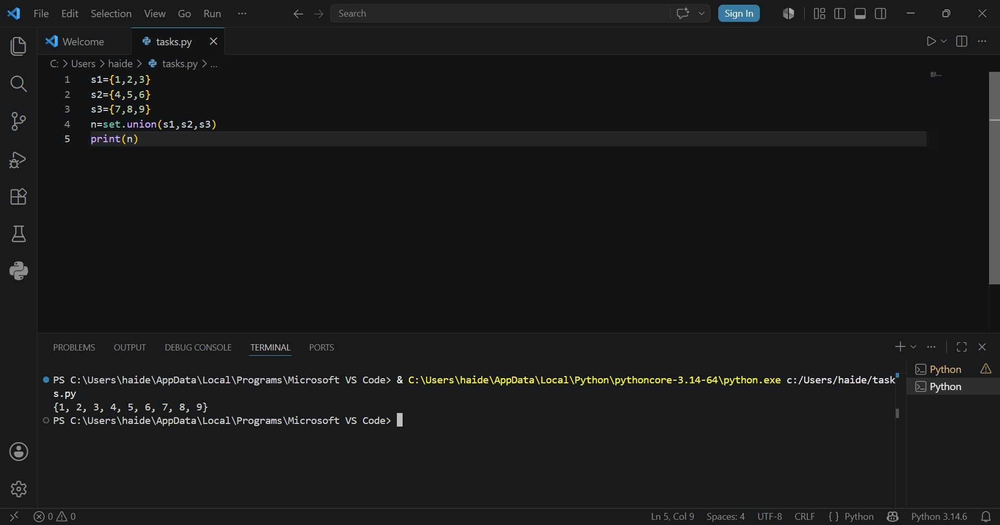 File Edit Selection View Go Run ··· Search Sign In
Welcome tasks.py
C: > Users > haide > tasks.py > ...
1 s1={1,2,3}
2 s2={4,5,6}
3 s3={7,8,9}
4 n=set.union(s1,s2,s3)
5 print(n)
PROBLEMS OUTPUT DEBUG CONSOLE TERMINAL PORTS
PS C:\Users\haide\AppData\Local\Programs\Microsoft VS Code> & C:\Users\haide\AppData\Local\Python\pythoncore-3.14-64\python.exe c:/Users/haide/task
s.py
{1, 2, 3, 4, 5, 6, 7, 8, 9}
PS C:\Users\haide\AppData\Local\Programs\Microsoft VS Code>
Python
Python
0 0 Ln 5, Col 9 Spaces: 4 UTF-8 CRLF { } Python Python 3.14.6